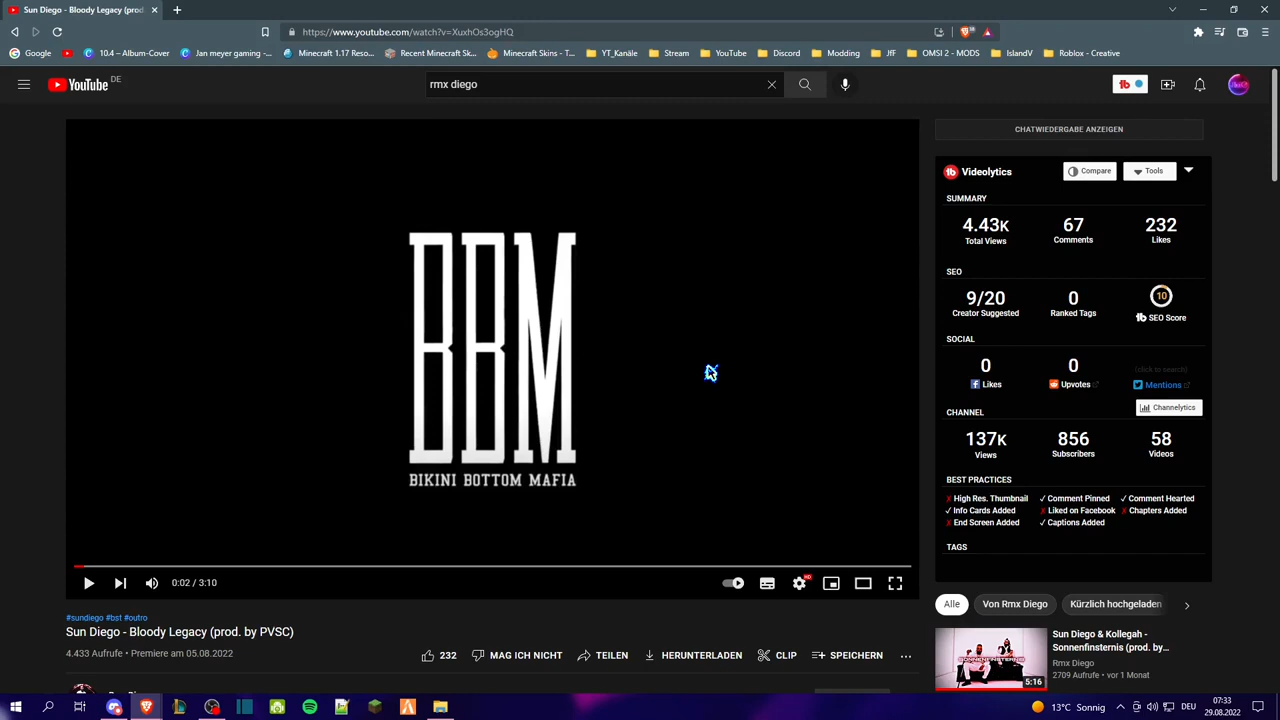 Sun Diego - Bloody Legacy (prod.
https://www.youtube.com/watch?v=XuxhOs3ogHQ
Google
10.4 – Album-Cover
Jan meyer gaming -...
Minecraft 1.17 Reso...
Recent Minecraft Sk...
Minecraft Skins - T...
YT_Kanäle
Stream
YouTube
Discord
Modding
JfF
OMSI 2 - MODS
IslandV
Roblox - Creative
YouTube DE
rmx diego
BBM
BIKINI BOTTOM MAFIA
0:02 / 3:10
HD
#sundiego #bst #outro
Sun Diego - Bloody Legacy (prod. by PVSC)
4.433 Aufrufe • Premiere am 05.08.2022
232
MAG ICH NICHT
TEILEN
HERUNTERLADEN
CLIP
SPEICHERN
CHATWIEDERGABE ANZEIGEN
tb Videolytics
Compare
Tools
SUMMARY
4.43K 67 232
Total Views Comments Likes
SEO
9/20 0 10
Creator Suggested Ranked Tags tb SEO Score
SOCIAL
0 0 (click to search)
Likes Upvotes Mentions
Channelytics
CHANNEL
137K 856 58
Views Subscribers Videos
BEST PRACTICES
✗ High Res. Thumbnail ✓ Comment Pinned ✓ Comment Hearted
✓ Info Cards Added ✗ Liked on Facebook ✗ Chapters Added
✗ End Screen Added ✓ Captions Added
TAGS
Alle
Von Rmx Diego
Kürzlich hochgeladen
Sun Diego & Kollegah -
Sonnenfinsternis (prod. by...
Rmx Diego
2709 Aufrufe • vor 1 Monat
SONNENFINSTERNIS
5:16
13°C Sonnig
DEU
07:33
29.08.2022